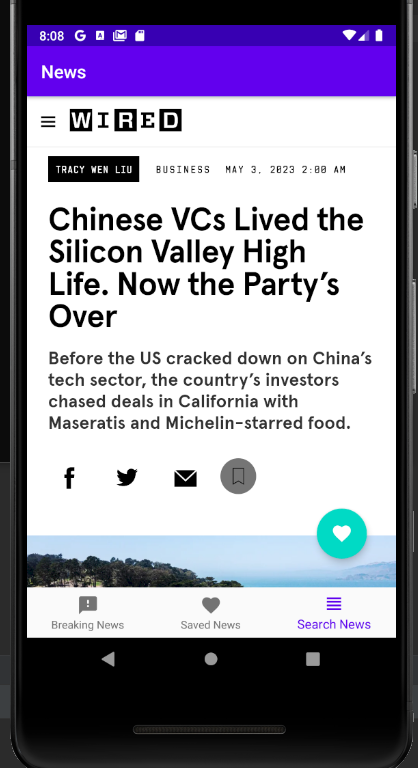 8:08
News
WIRED
TRACY WEN LIU BUSINESS MAY 3, 2023 2:00 AM
Chinese VCs Lived the
Silicon Valley High
Life. Now the Party’s
Over
Before the US cracked down on China’s
tech sector, the country’s investors
chased deals in California with
Maseratis and Michelin-starred food.
Breaking News Saved News Search News